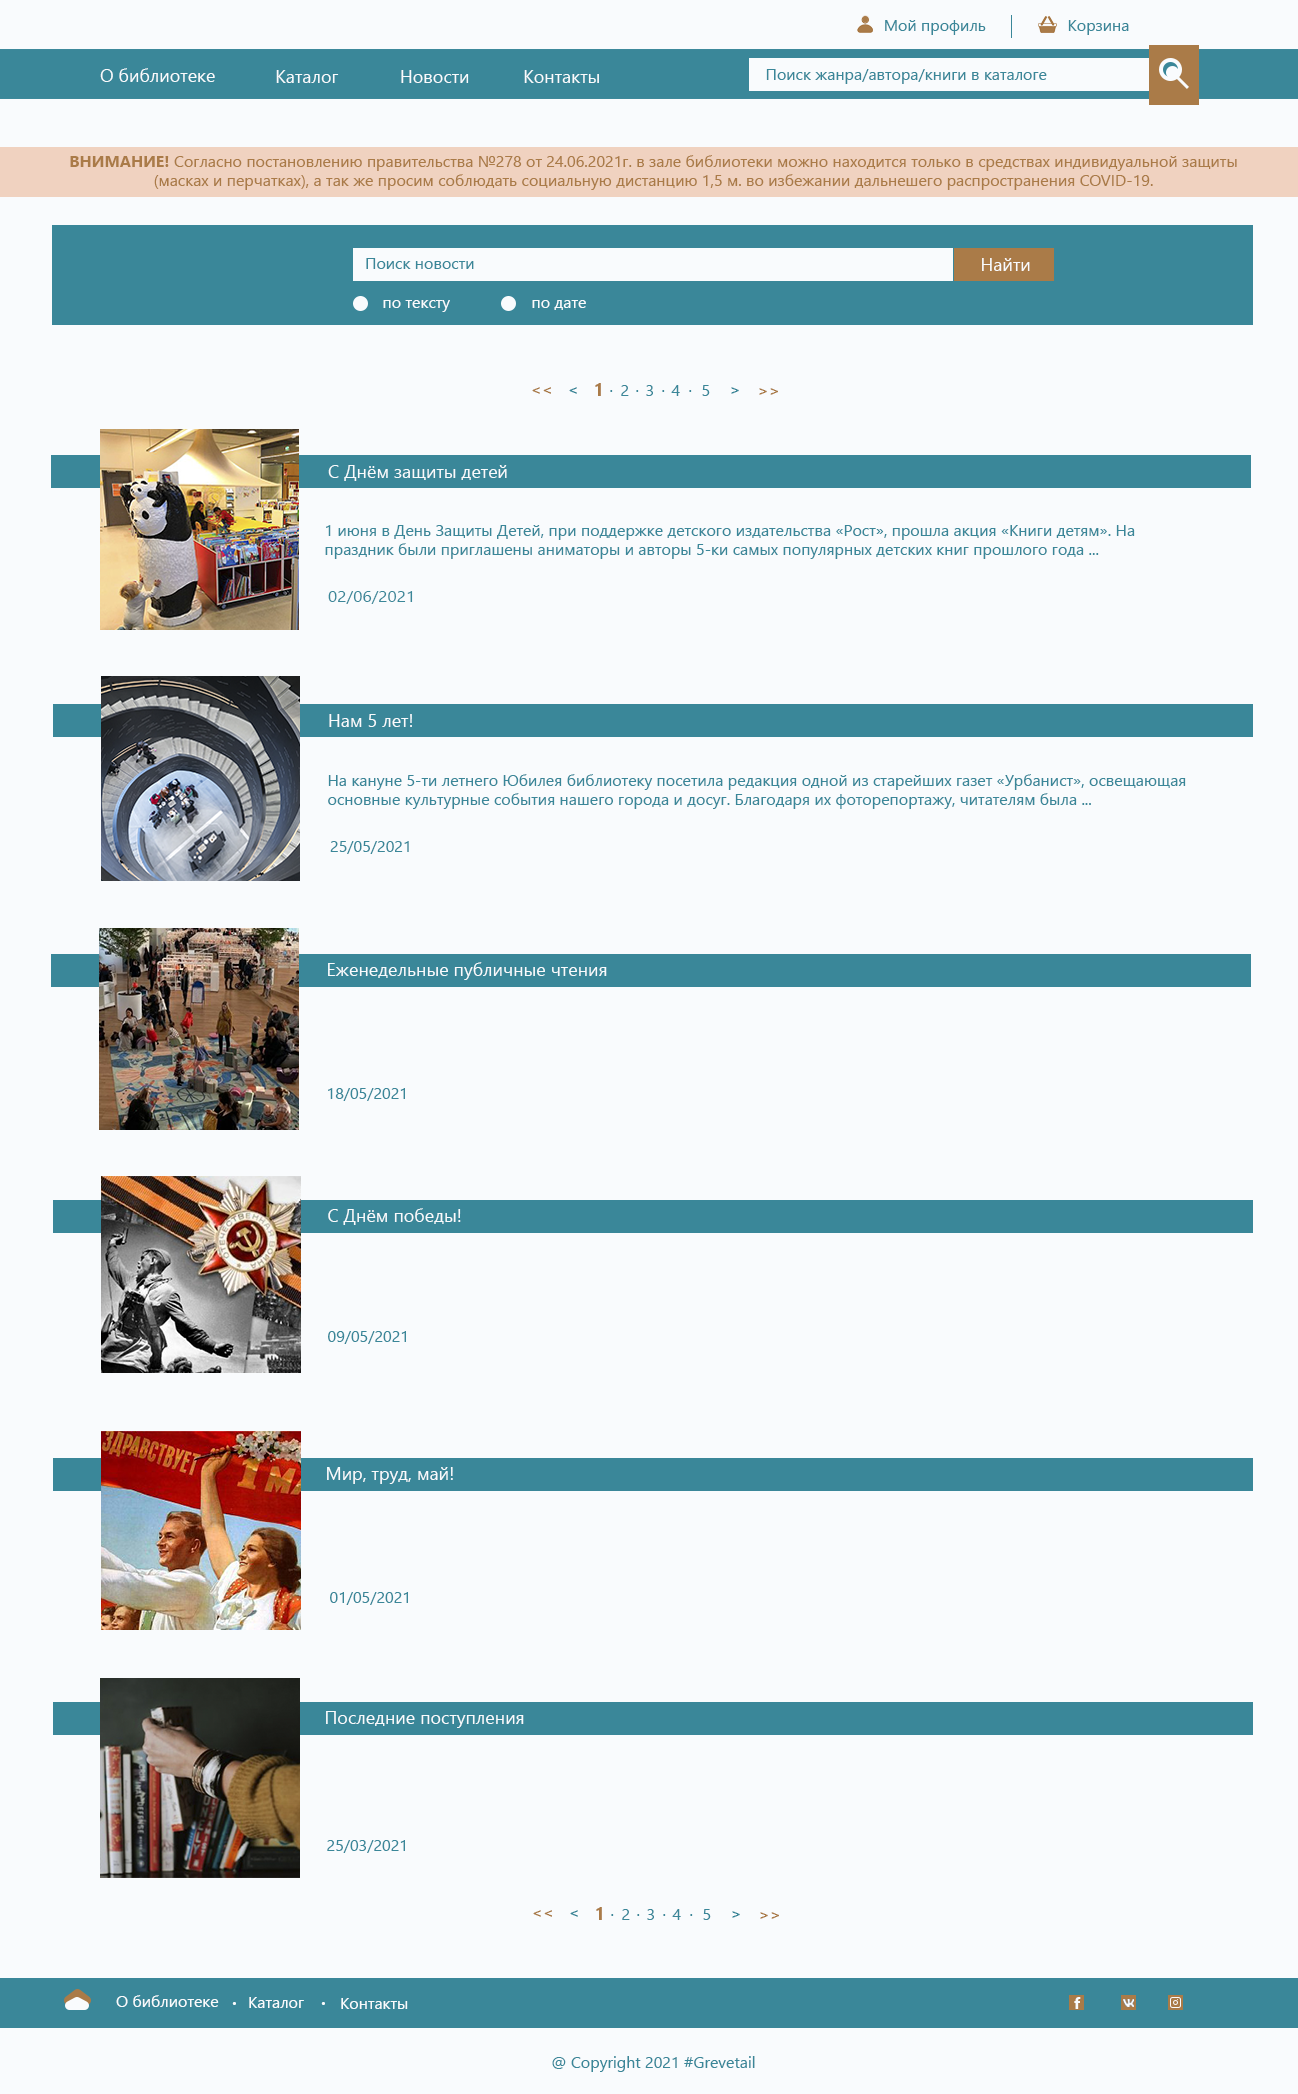 Мой профиль
Корзина
О библиотеке Каталог Новости Контакты
Поиск жанра/автора/книги в каталоге
ВНИМАНИЕ! Согласно постановлению правительства №278 от 24.06.2021г. в зале библиотеки можно находится только в средствах индивидуальной защиты
(масках и перчатках), а так же просим соблюдать социальную дистанцию 1,5 м. во избежании дальнешего распространения COVID-19.
Поиск новости
Найти
по тексту по дате
<< < 1 · 2 · 3 · 4 · 5 > >>
С Днём защиты детей
1 июня в День Защиты Детей, при поддержке детского издательства «Рост», прошла акция «Книги детям». На
праздник были приглашены аниматоры и авторы 5-ки самых популярных детских книг прошлого года ...
02/06/2021
Нам 5 лет!
На кануне 5-ти летнего Юбилея библиотеку посетила редакция одной из старейших газет «Урбанист», освещающая
основные культурные события нашего города и досуг. Благодаря их фоторепортажу, читателям была ...
25/05/2021
Еженедельные публичные чтения
18/05/2021
С Днём победы!
09/05/2021
ЗДРАВСТВУЕТ
1 МА
Мир, труд, май!
01/05/2021
Последние поступления
25/03/2021
<< < 1 · 2 · 3 · 4 · 5 > >>
О библиотеке • Каталог • Контакты
@ Copyright 2021 #Grevetail